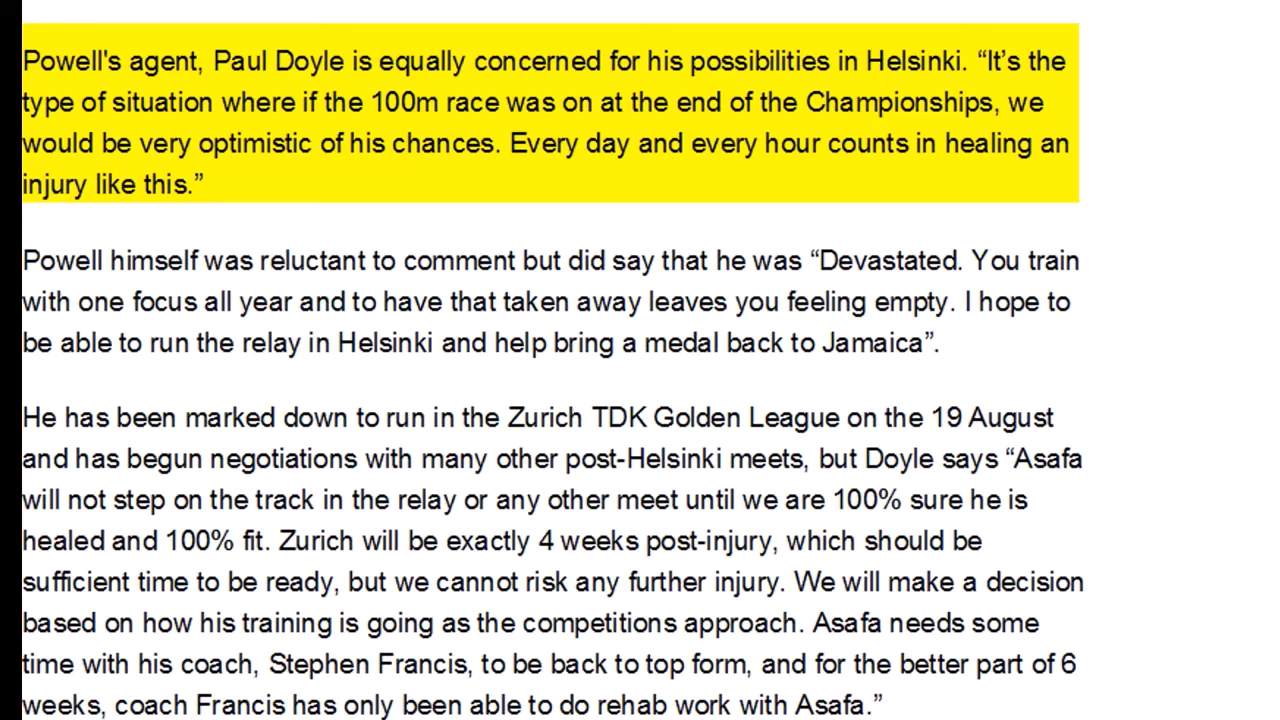 Powell's agent, Paul Doyle is equally concerned for his possibilities in Helsinki. “It’s the
type of situation where if the 100m race was on at the end of the Championships, we
would be very optimistic of his chances. Every day and every hour counts in healing an
injury like this.”
Powell himself was reluctant to comment but did say that he was “Devastated. You train
with one focus all year and to have that taken away leaves you feeling empty. I hope to
be able to run the relay in Helsinki and help bring a medal back to Jamaica”.
He has been marked down to run in the Zurich TDK Golden League on the 19 August
and has begun negotiations with many other post-Helsinki meets, but Doyle says “Asafa
will not step on the track in the relay or any other meet until we are 100% sure he is
healed and 100% fit. Zurich will be exactly 4 weeks post-injury, which should be
sufficient time to be ready, but we cannot risk any further injury. We will make a decision
based on how his training is going as the competitions approach. Asafa needs some
time with his coach, Stephen Francis, to be back to top form, and for the better part of 6
weeks, coach Francis has only been able to do rehab work with Asafa.”